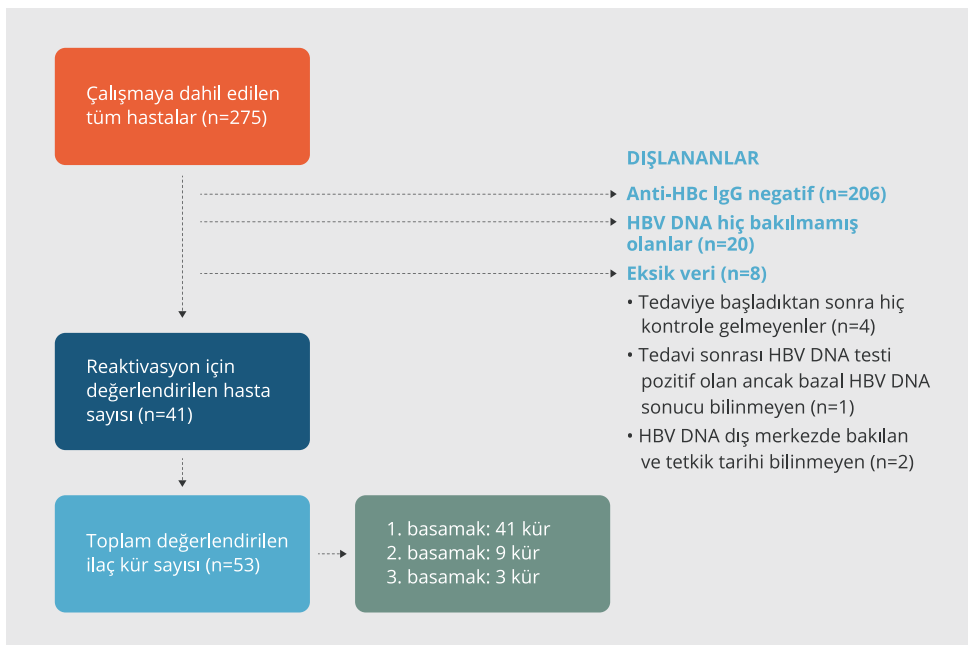 Çalışmaya dahil edilen
tüm hastalar (n=275)
DIŞLANANLAR
Anti-HBc IgG negatif (n=206)
HBV DNA hiç bakılmamış
olanlar (n=20)
Eksik veri (n=8)
• Tedaviye başladıktan sonra hiç
kontrole gelmeyenler (n=4)
• Tedavi sonrası HBV DNA testi
pozitif olan ancak bazal HBV DNA
sonucu bilinmeyen (n=1)
• HBV DNA dış merkezde bakılan
ve tetkik tarihi bilinmeyen (n=2)
Reaktivasyon için
değerlendirilen hasta
sayısı (n=41)
Toplam değerlendirilen
ilaç kür sayısı (n=53)
1. basamak: 41 kür
2. basamak: 9 kür
3. basamak: 3 kür